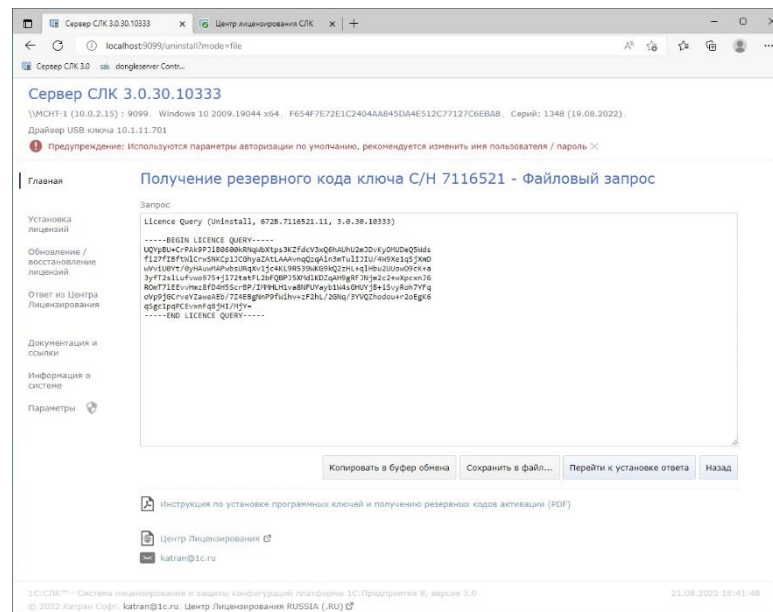 Сервер СЛК 3.0.30.10333
Центр лицензирования СЛК
localhost:9099/uninstall?mode=file
Сервер СЛК 3.0
dongleserver Contr...
Сервер СЛК 3.0.30.10333
\\MCHT-1 (10.0.2.15) : 9099, Windows 10 2009.19044 x64, F654F7E72E1C2404AA845DA4E512C77127C6EBA8, Серий: 1348 (19.08.2022),
Драйвер USB ключа 10.1.11.701
Предупреждение: Используются параметры авторизации по умолчанию, рекомендуется изменить имя пользователя / пароль
Главная
Установка
лицензий
Обновление /
восстановление
лицензий
Ответ из Центра
Лицензирования
Документация и
ссылки
Информация о
системе
Параметры
Получение резервного кода ключа С/Н 7116521 - Файловый запрос
Запрос
Licence Query (Uninstall, 672B.7116521.11, 3.0.30.10333)
-----BEGIN LICENCE QUERY-----
-----END LICENCE QUERY-----
Копировать в буфер обмена
Сохранить в файл...
Перейти к установке ответа
Назад
Инструкция по установке программных ключей и получению резервных кодов активации (PDF)
Центр Лицензирования
katran@1c.ru
1С:СЛК™ - Система лицензирования и защиты конфигураций платформы 1С:Предприятие 8, версия 3.0
21.08.2022 18:41:48
© 2022 Катран Софт. katran@1c.ru, Центр Лицензирования RUSSIA (.RU)